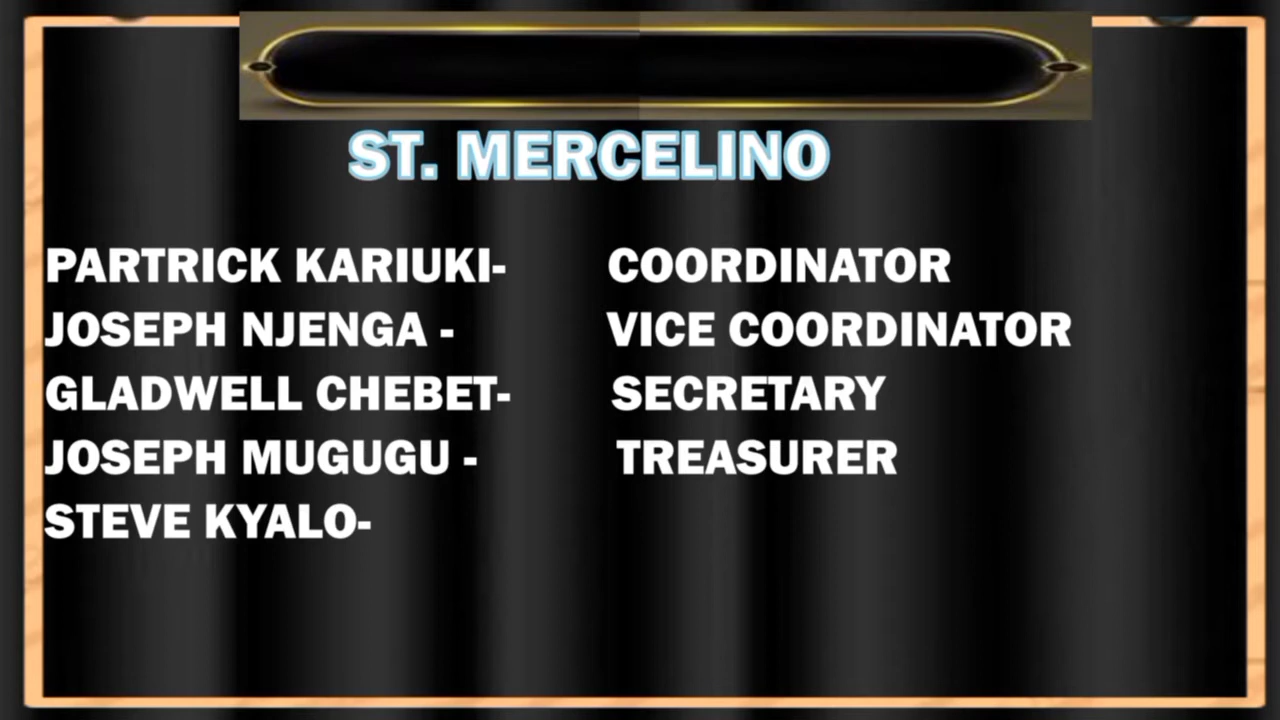 ST. MERCELINO
PARTRICK KARIUKI- COORDINATOR
JOSEPH NJENGA - VICE COORDINATOR
GLADWELL CHEBET- SECRETARY
JOSEPH MUGUGU - TREASURER
STEVE KYALO-